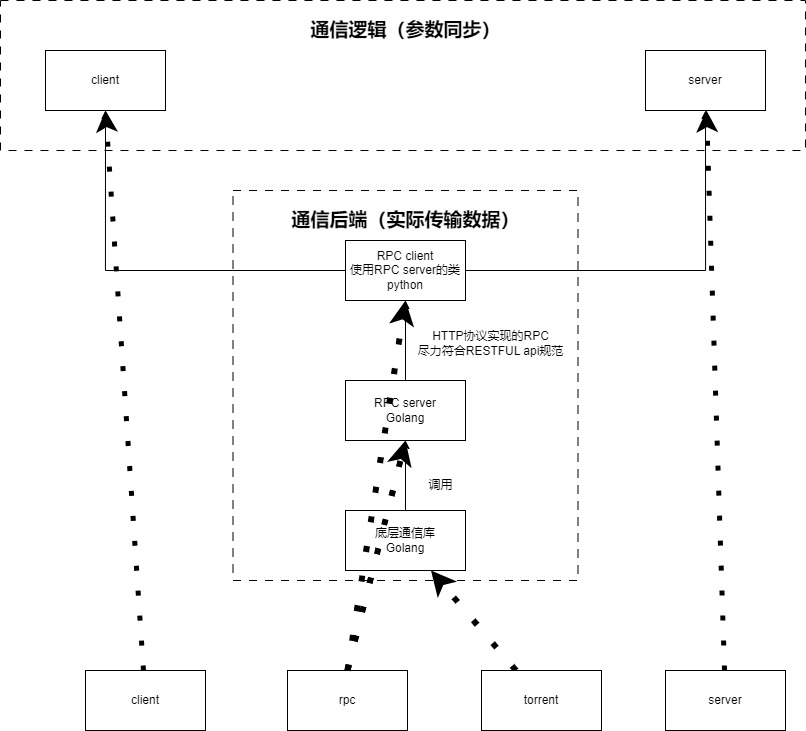 通信逻辑（参数同步）
client
server
通信后端（实际传输数据）
RPC client
使用RPC server的类
python
HTTP协议实现的RPC
尽力符合RESTFUL api规范
RPC server
Golang
调用
底层通信库
Golang
client
rpc
torrent
server